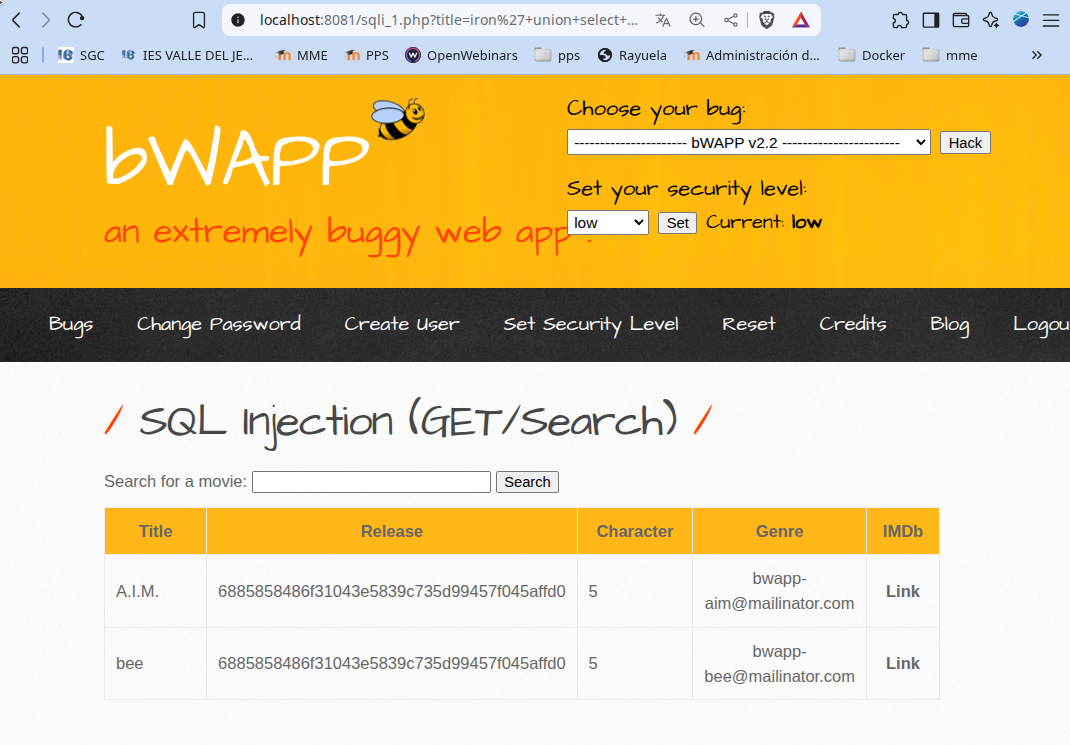 localhost:8081/sqli_1.php?title=iron%27+union+select+...
SGC IES VALLE DEL JE... MME PPS OpenWebinars pps Rayuela Administración d... Docker mme »
bWAPP
an extremely buggy web app !
Choose your bug:
---------------------- bWAPP v2.2 ----------------------- Hack
Set your security level:
low Set Current: low
Bugs Change Password Create User Set Security Level Reset Credits Blog Logou
/ SQL Injection (GET/Search) /
Search for a movie: Search
Title Release Character Genre IMDb
A.I.M. 6885858486f31043e5839c735d99457f045affd0 5 bwapp-
aim@mailinator.com Link
bee 6885858486f31043e5839c735d99457f045affd0 5 bwapp-
bee@mailinator.com Link